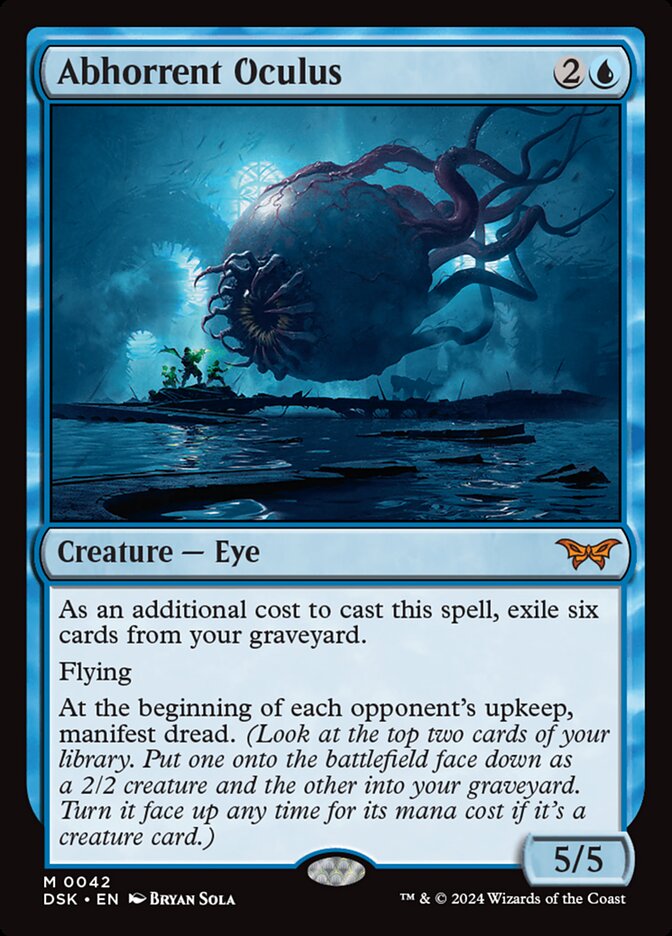 Abhorrent Oculus 2
Creature — Eye
As an additional cost to cast this spell, exile six
cards from your graveyard.
Flying
At the beginning of each opponent's upkeep,
manifest dread. (Look at the top two cards of your
library. Put one onto the battlefield face down as
a 2/2 creature and the other into your graveyard.
Turn it face up any time for its mana cost if it's a
creature card.)
5/5
M 0042
DSK • EN Bryan Sola
™ & © 2024 Wizards of the Coast